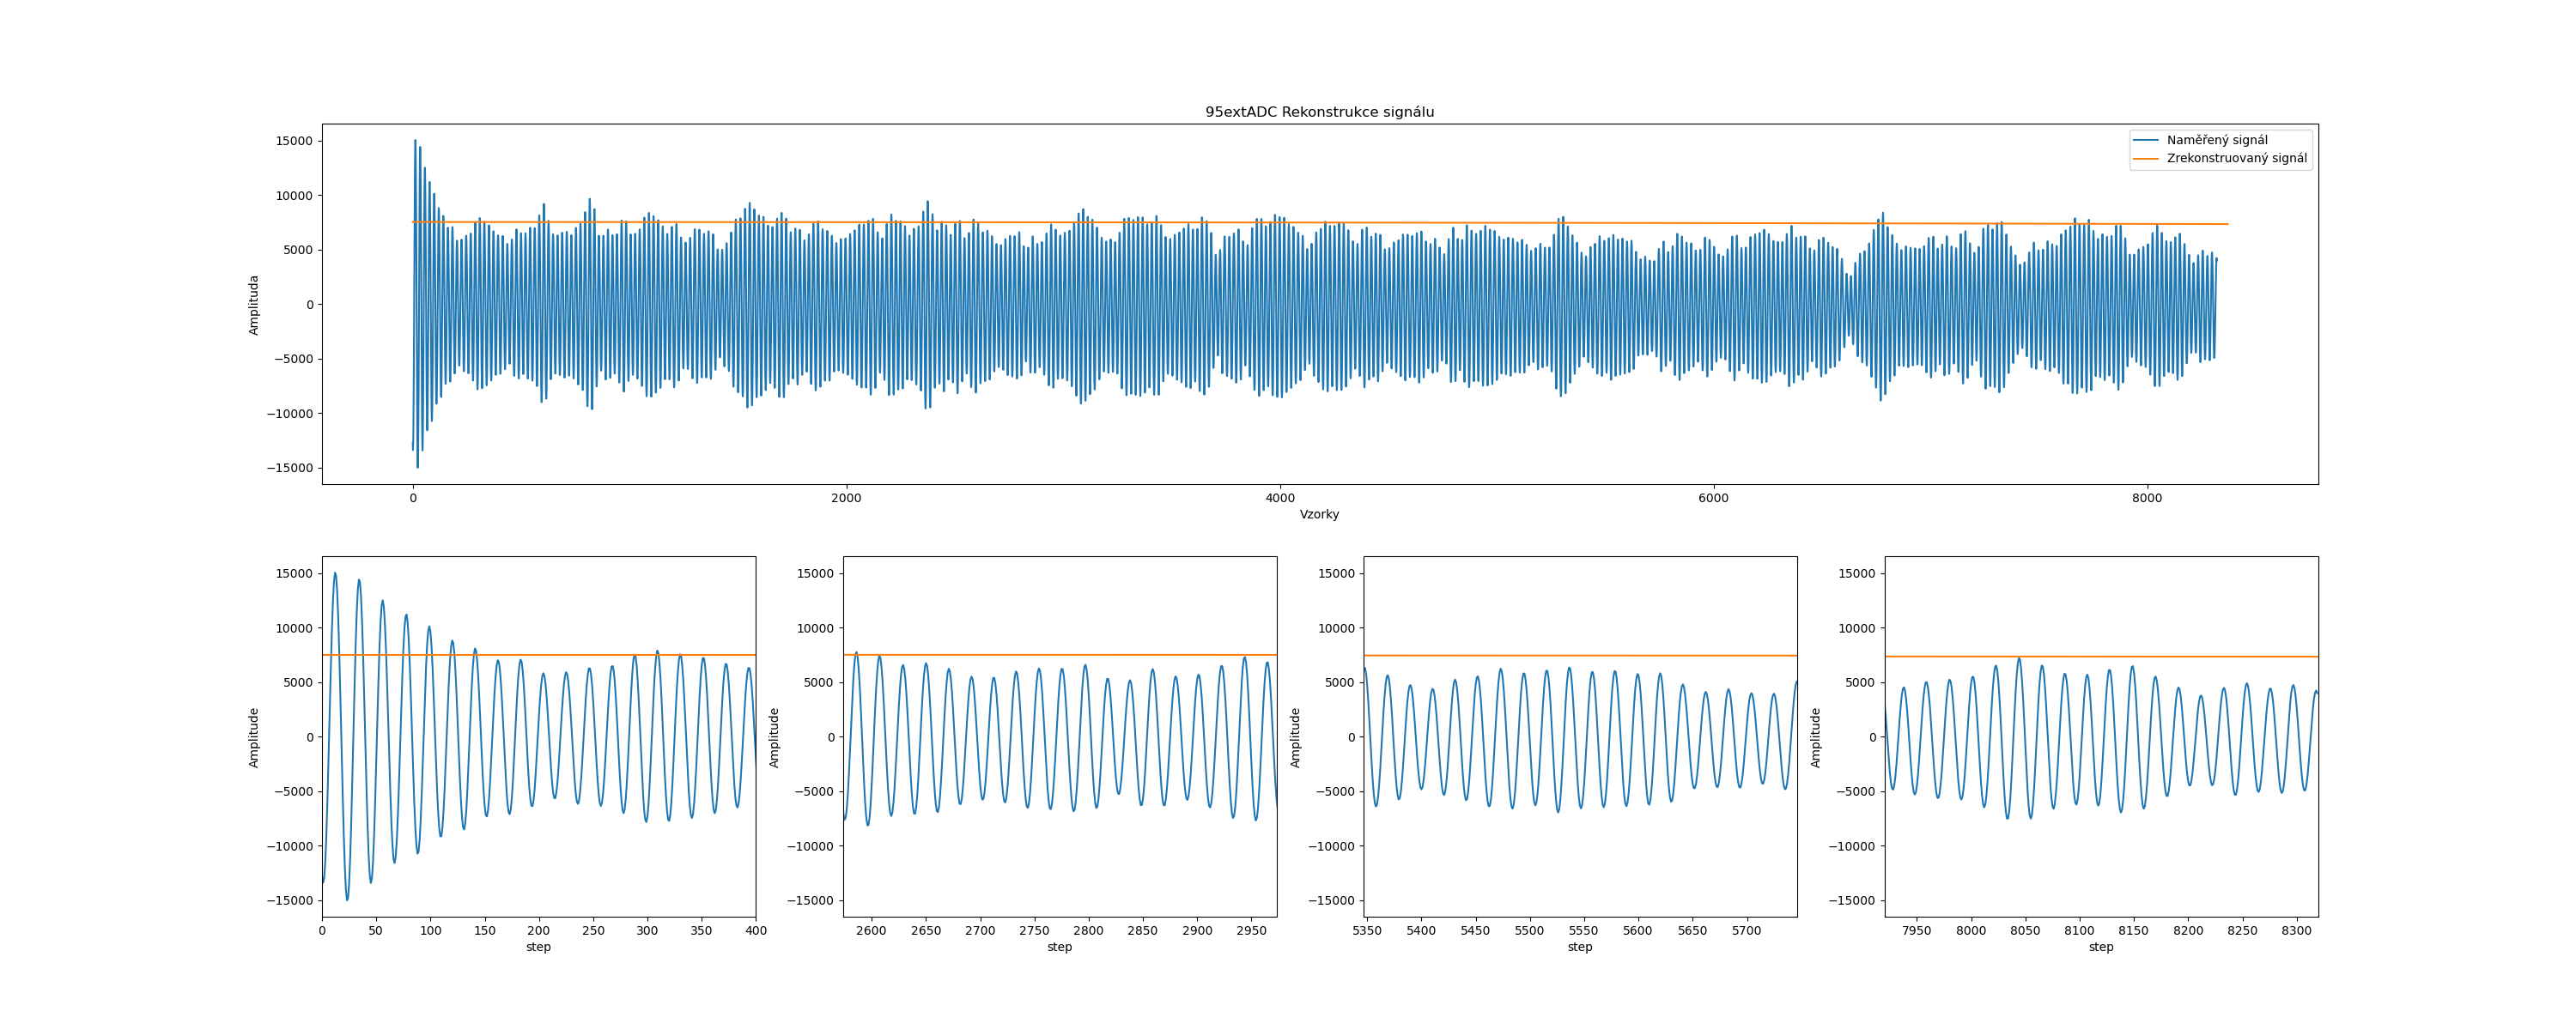 95extADC Rekonstrukce signálu
Amplituda
15000
10000
5000
0
−5000
−10000
−15000
Naměřený signál
Zrekonstruovaný signál
0 2000 4000 6000 8000
Vzorky
Amplitude
15000
10000
5000
0
−5000
−10000
−15000
0 50 100 150 200 250 300 350 400
step
Amplitude
15000
10000
5000
0
−5000
−10000
−15000
2600 2650 2700 2750 2800 2850 2900 2950
step
Amplitude
15000
10000
5000
0
−5000
−10000
−15000
5350 5400 5450 5500 5550 5600 5650 5700
step
Amplitude
15000
10000
5000
0
−5000
−10000
−15000
7950 8000 8050 8100 8150 8200 8250 8300
step